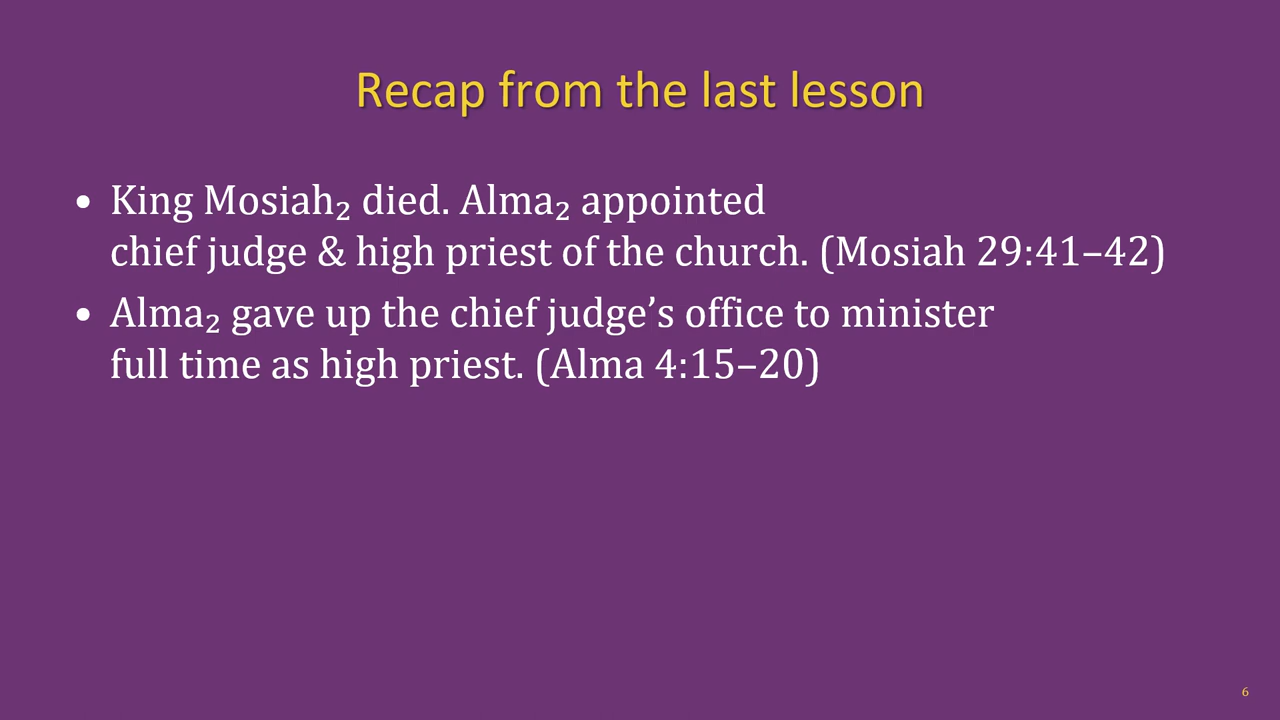 Recap from the last lesson
• King Mosiah₂ died. Alma₂ appointed
chief judge & high priest of the church. (Mosiah 29:41–42)
• Alma₂ gave up the chief judge’s office to minister
full time as high priest. (Alma 4:15–20)
6